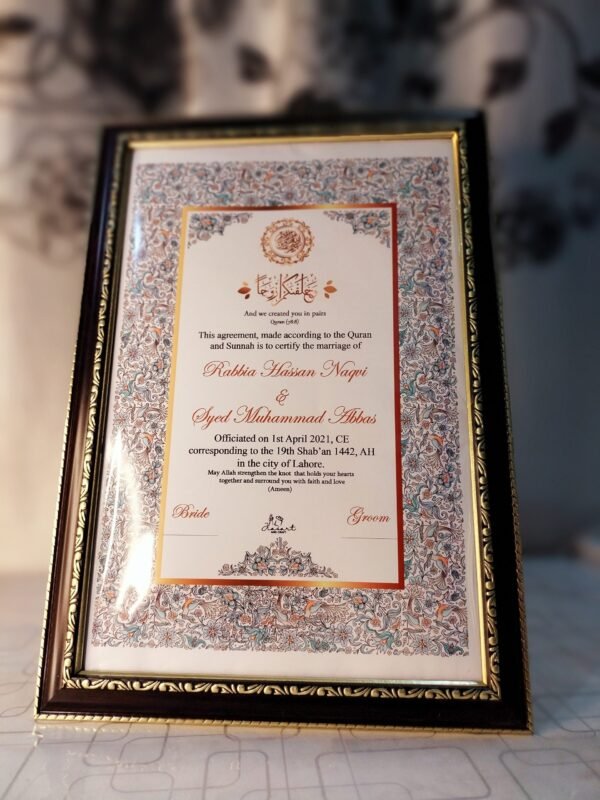 وخلقنكم ازوجا
And we created you in pairs
Quran (78:8)
This agreement, made according to the Quran
and Sunnah is to certify the marriage of
Rabbia Hassan Naqvi
&
Syed Muhammad Abbas
Officiated on 1st April 2021, CE
corresponding to the 19th Shab'an 1442, AH
in the city of Lahore.
May Allah strengthen the knot that holds your hearts
together and surround you with faith and love
(Ameen)
Bride
Groom